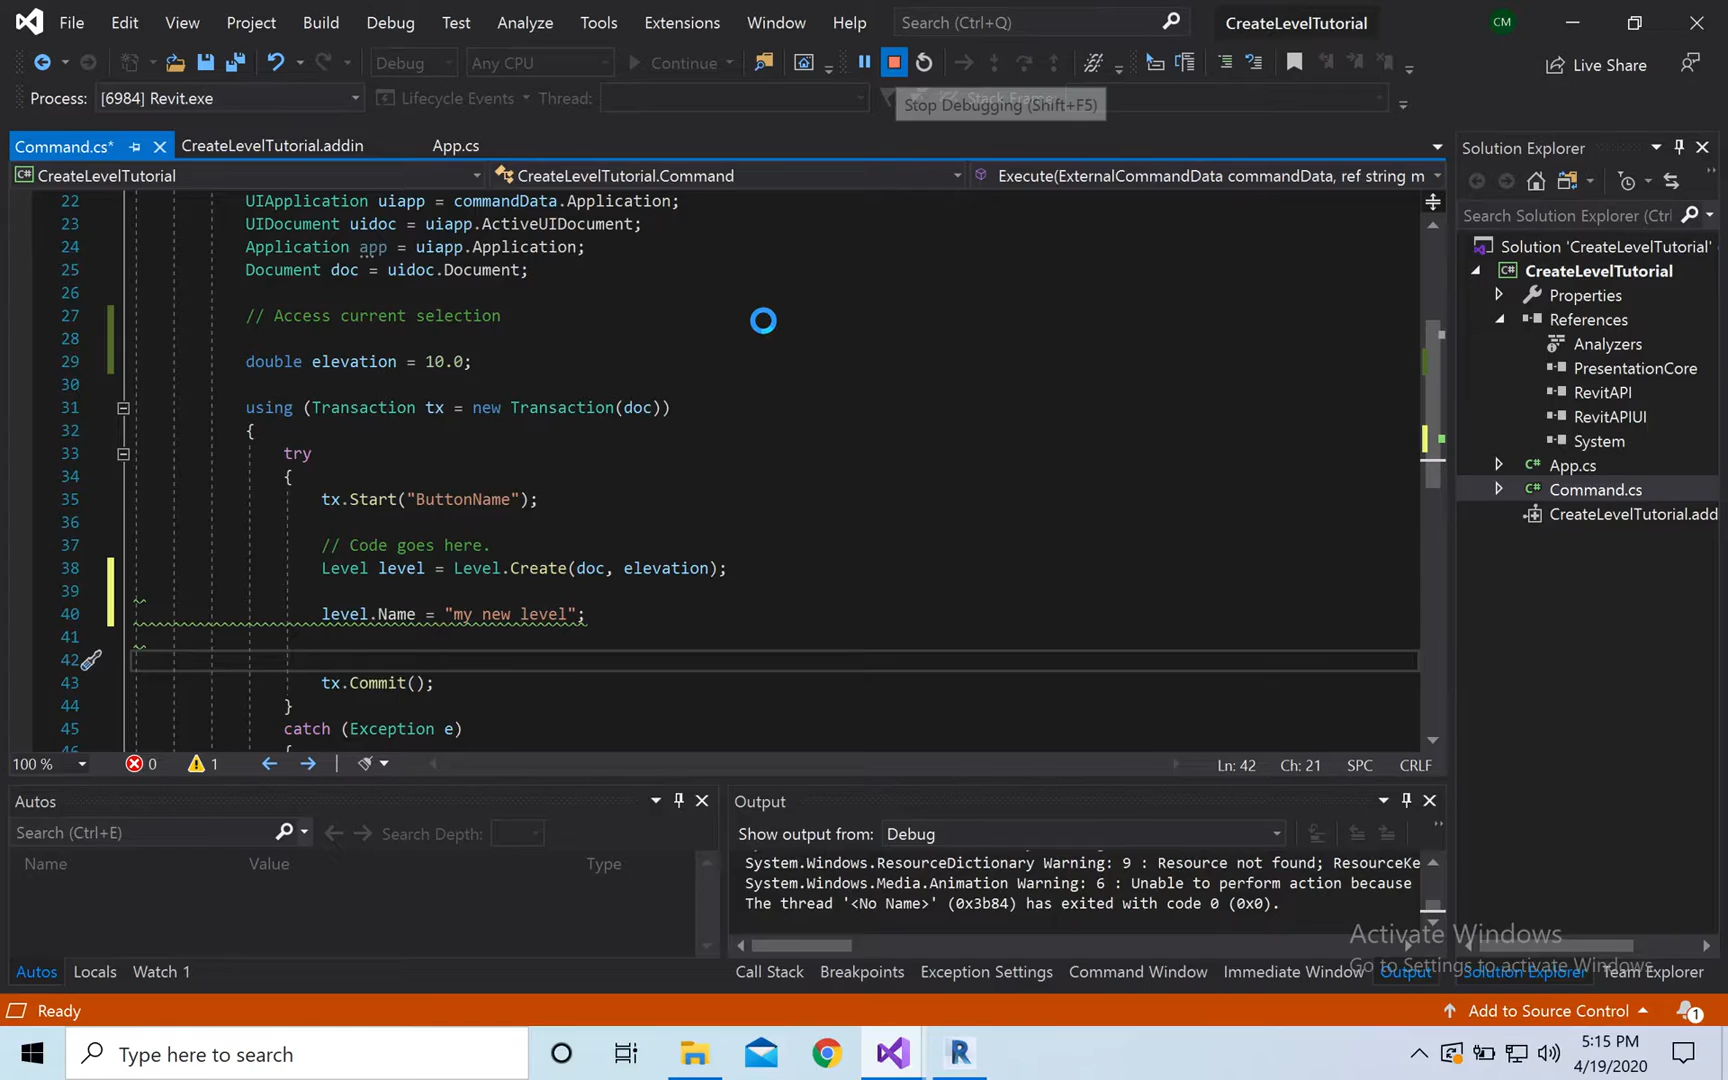 File Edit View Project Build Debug Test Analyze Tools Extensions Window Help Search (Ctrl+Q) CreateLevelTutorial CM
Debug Any CPU Continue Live Share
Process: [6984] Revit.exe Lifecycle Events Thread: Stack Frame
Stop Debugging (Shift+F5)
Command.cs* CreateLevelTutorial.addin App.cs
CreateLevelTutorial CreateLevelTutorial.Command Execute(ExternalCommandData commandData, ref string m
22 UIApplication uiapp = commandData.Application;
23 UIDocument uidoc = uiapp.ActiveUIDocument;
24 Application app = uiapp.Application;
25 Document doc = uidoc.Document;
26
27 // Access current selection
28
29 double elevation = 10.0;
30
31 using (Transaction tx = new Transaction(doc))
32 {
33 try
34 {
35 tx.Start("ButtonName");
36
37 // Code goes here.
38 Level level = Level.Create(doc, elevation);
39
40 level.Name = "my new level";
41
42
43 tx.Commit();
44 }
45 catch (Exception e)
46 {
100 % 0 1 Ln: 42 Ch: 21 SPC CRLF
Solution Explorer
Search Solution Explorer (Ctrl
Solution 'CreateLevelTutorial'
CreateLevelTutorial
Properties
References
Analyzers
PresentationCore
RevitAPI
RevitAPIUI
System
App.cs
Command.cs
CreateLevelTutorial.add
Autos
Search (Ctrl+E) Search Depth:
Name Value Type
Autos Locals Watch 1
Output
Show output from: Debug
System.Windows.ResourceDictionary Warning: 9 : Resource not found; ResourceKe
System.Windows.Media.Animation Warning: 6 : Unable to perform action because
The thread '<No Name>' (0x3b84) has exited with code 0 (0x0).
Call Stack Breakpoints Exception Settings Command Window Immediate Window Output Solution Explorer Team Explorer
Activate Windows
Go to Settings to activate Windows.
Ready Add to Source Control 1
Type here to search
R
5:15 PM
4/19/2020